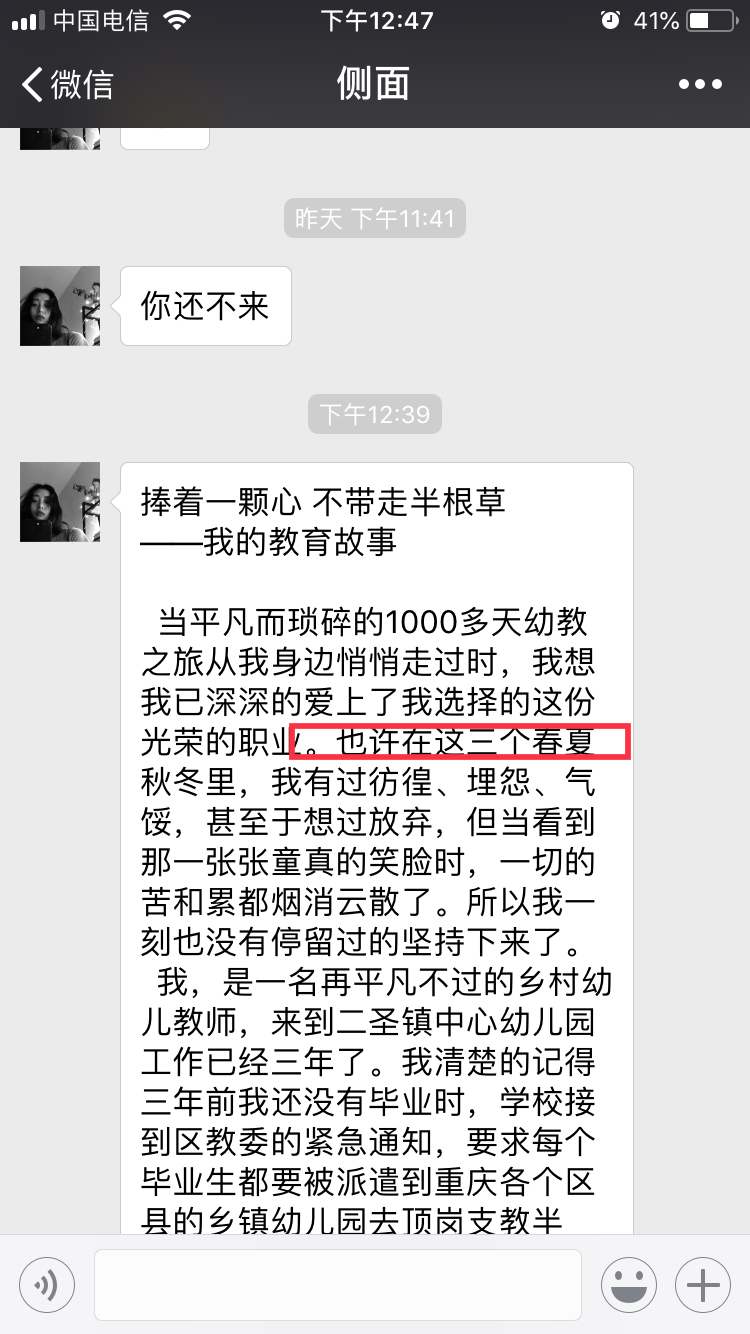 中国电信 下午12:47 41%
微信 侧面
昨天 下午11:41
你还不来
下午12:39
捧着一颗心 不带走半根草
——我的教育故事
当平凡而琐碎的1000多天幼教
之旅从我身边悄悄走过时，我想
我已深深的爱上了我选择的这份
光荣的职业。也许在这三个春夏
秋冬里，我有过彷徨、埋怨、气
馁，甚至于想过放弃，但当看到
那一张张童真的笑脸时，一切的
苦和累都烟消云散了。所以我一
刻也没有停留过的坚持下来了。
我，是一名再平凡不过的乡村幼
儿教师，来到二圣镇中心幼儿园
工作已经三年了。我清楚的记得
三年前我还没有毕业时，学校接
到区教委的紧急通知，要求每个
毕业生都要被派遣到重庆各个区
县的乡镇幼儿园去顶岗支教半